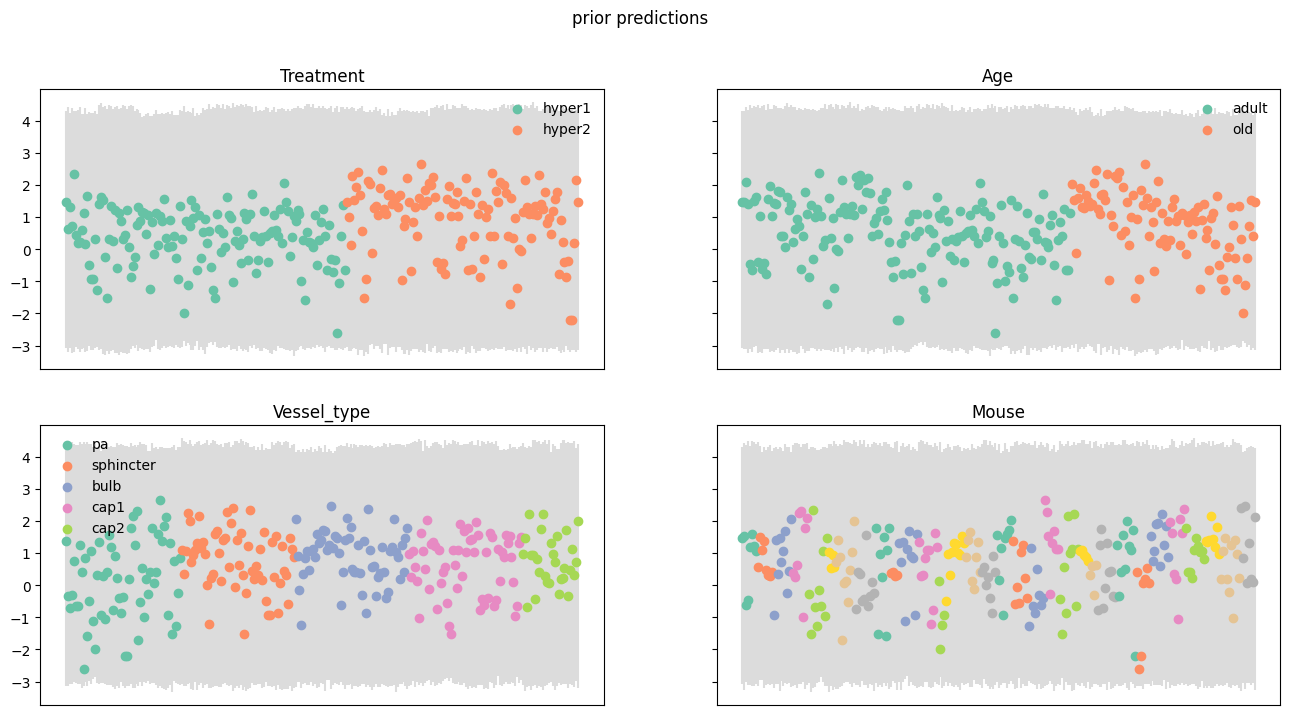 prior predictions
Treatment
4
3
2
1
0
−1
−2
−3
hyper1
hyper2
Age
adult
old
Vessel_type
4
3
2
1
0
−1
−2
−3
pa
sphincter
bulb
cap1
cap2
Mouse